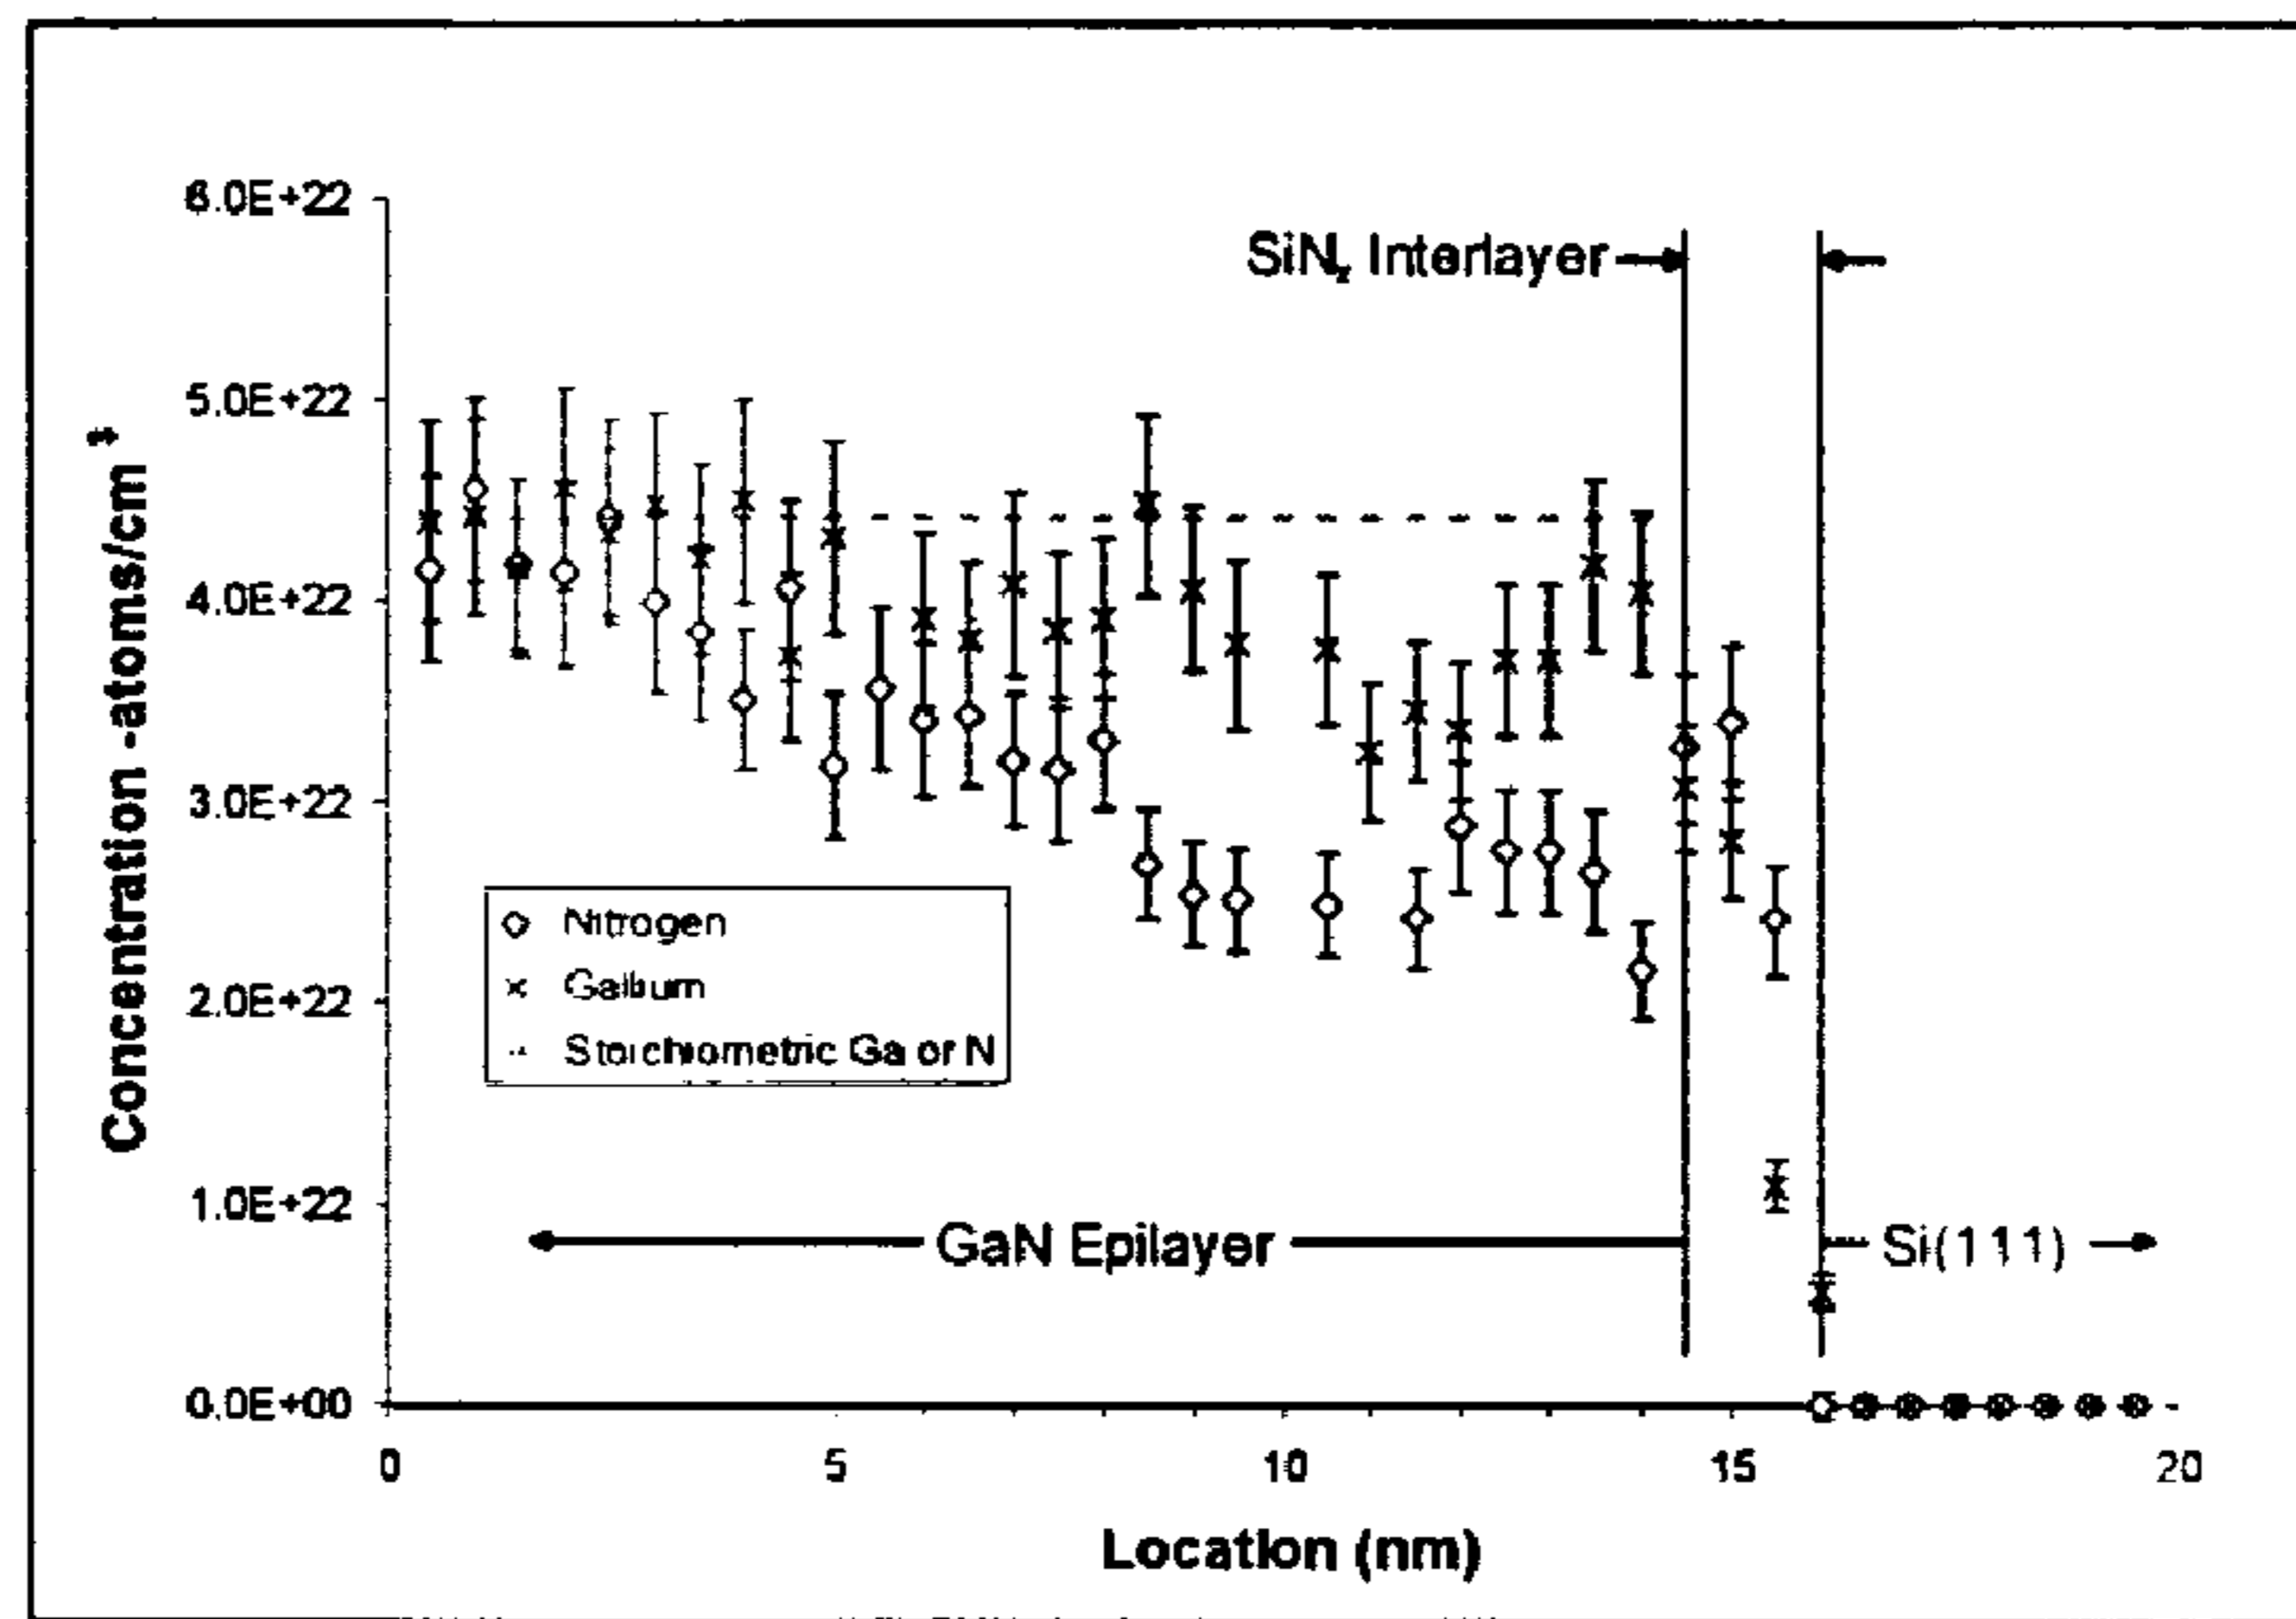 6.0E+22
5.0E+22
4.0E+22
3.0E+22
2.0E+22
1.0E+22
0.0E+00
Concentration -atoms/cm³
SiNₓ Interlayer
Nitrogen
Gallium
Stoichiometric Ga or N
GaN Epilayer
Si(111)
0
5
10
15
20
Location (nm)